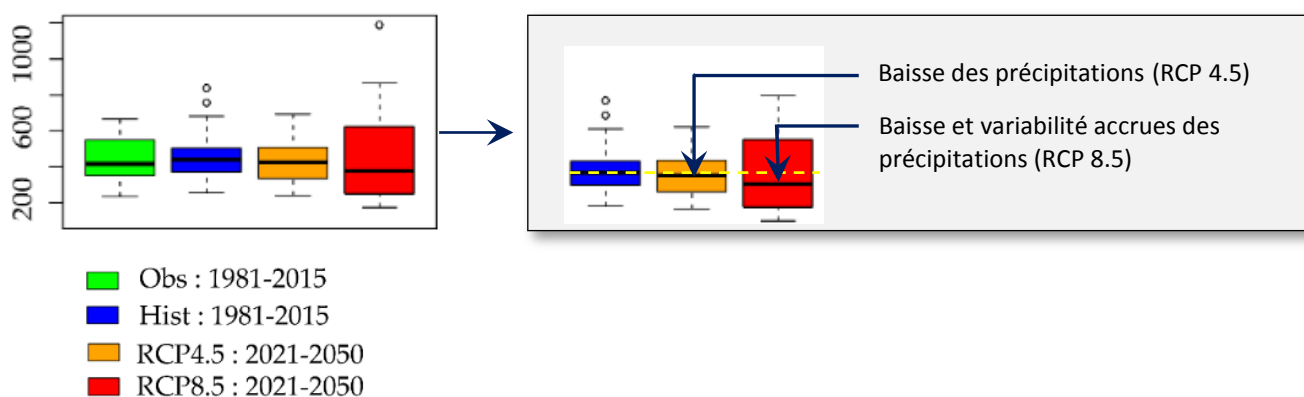 1000
600
200
Baisse des précipitations (RCP 4.5)
Baisse et variabilité accrues des
précipitations (RCP 8.5)
Obs : 1981-2015
Hist : 1981-2015
RCP4.5 : 2021-2050
RCP8.5 : 2021-2050